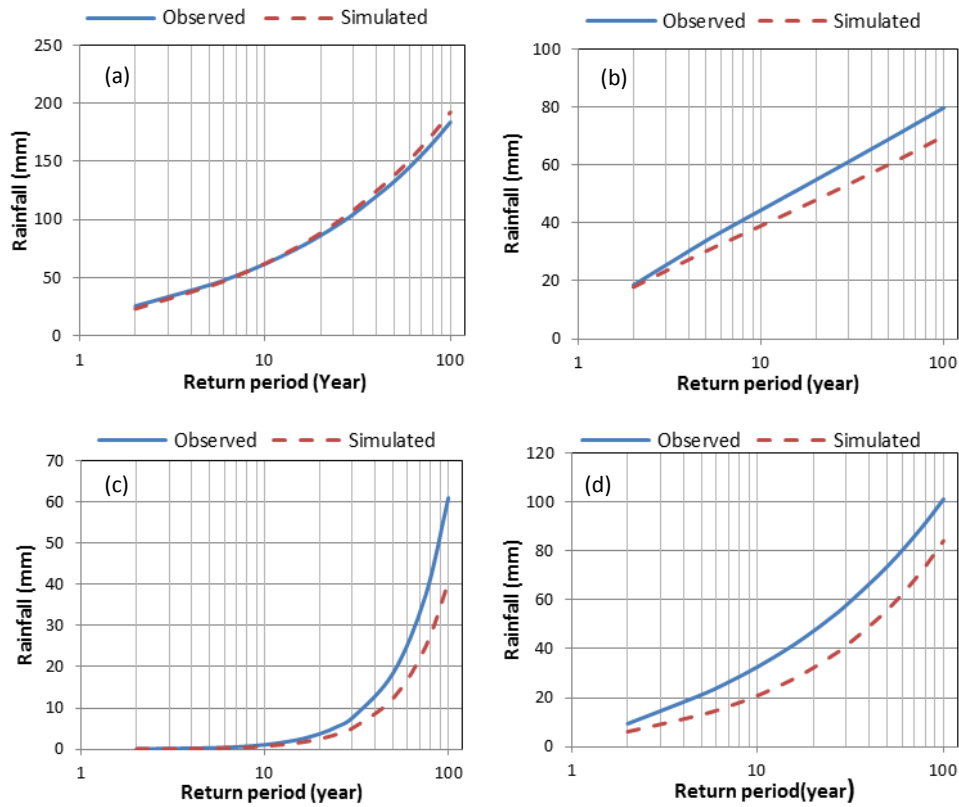 Observed Simulated
250
200
150
100
50
0
(a)
Rainfall (mm)
1 10 100
Return period (Year)
Observed Simulated
100
80
60
40
20
0
(b)
Rainfall (mm)
1 10 100
Return period (year)
Observed Simulated
70
60
50
40
30
20
10
0
(c)
Rainfall (mm)
1 10 100
Return period (year)
Observed Simulated
120
100
80
60
40
20
0
(d)
Rainfall (mm)
1 10 100
Return period(year)